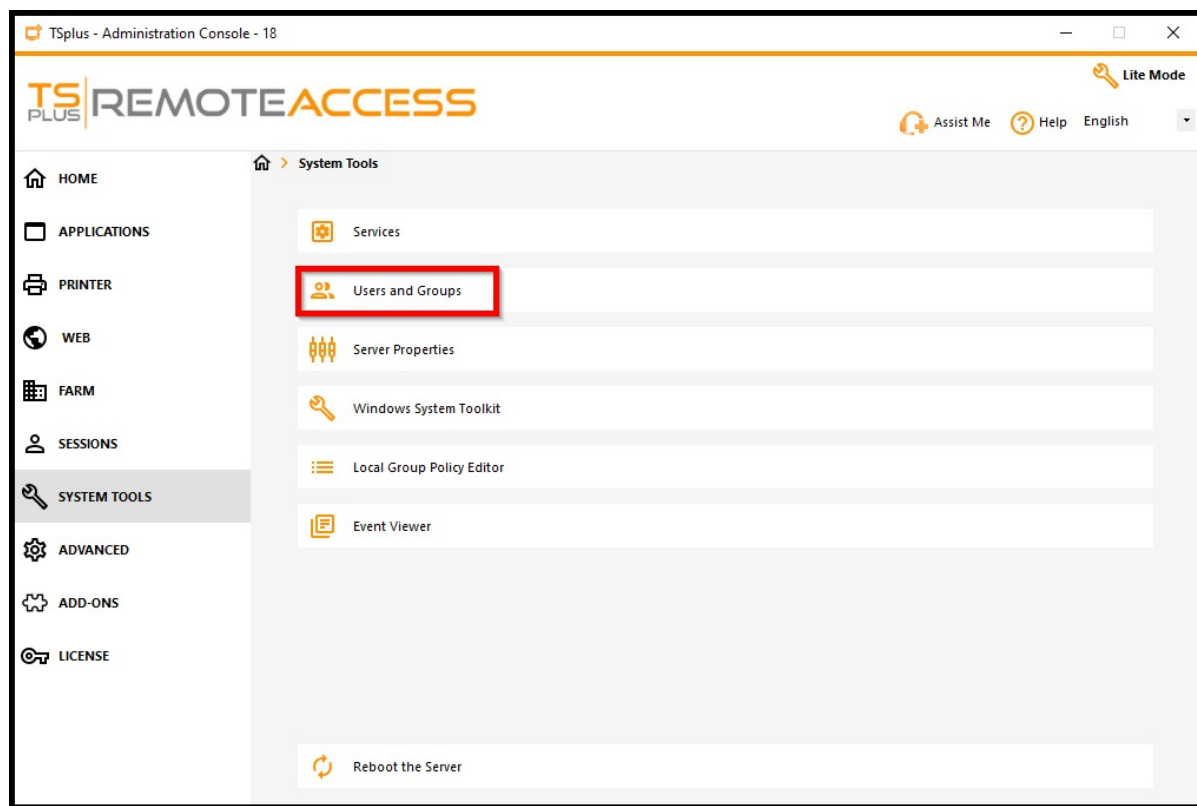 TSplus - Administration Console - 18
TS PLUS REMOTEACCESS
Lite Mode
Assist Me
Help
English
HOME
APPLICATIONS
PRINTER
WEB
FARM
SESSIONS
SYSTEM TOOLS
ADVANCED
ADD-ONS
LICENSE
> System Tools
Services
Users and Groups
Server Properties
Windows System Toolkit
Local Group Policy Editor
Event Viewer
Reboot the Server